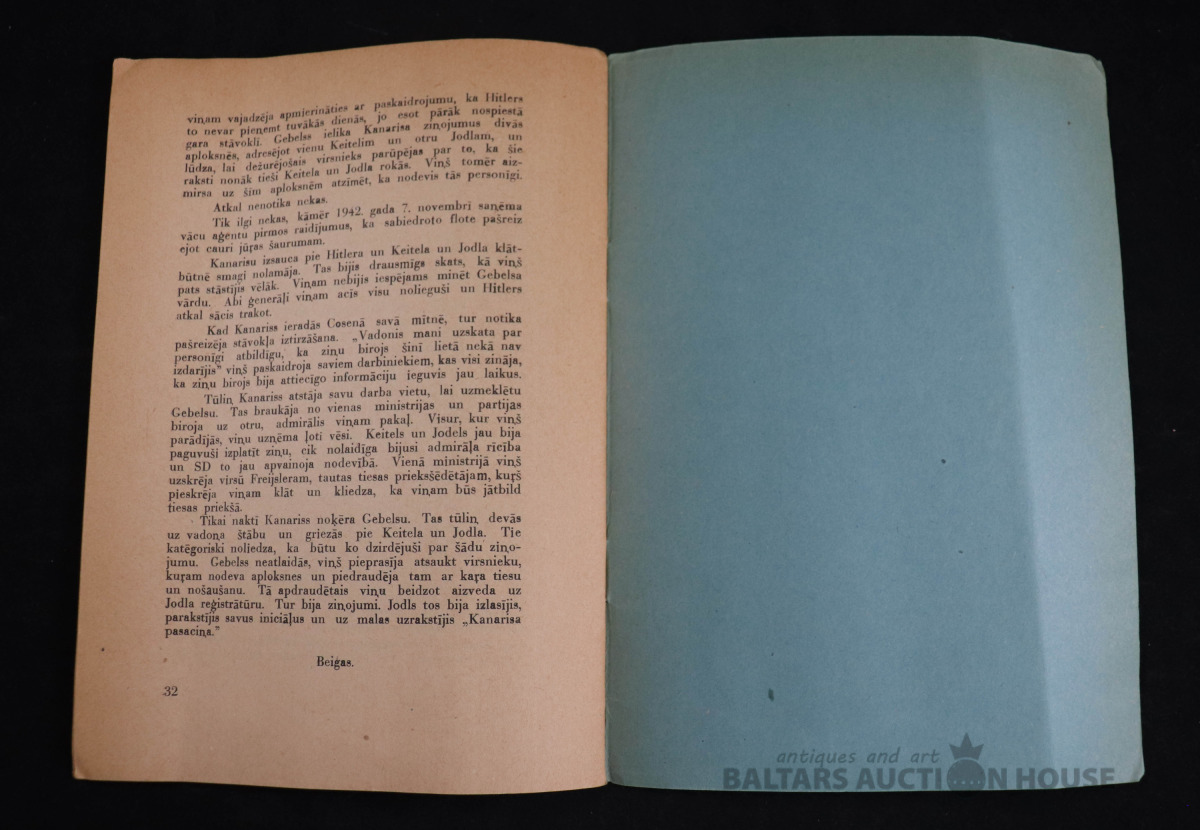 viņam vajadzēja apmierināties ar paskaidrojumu, ka Hitlers
to nevar pieņemt tuvākās dienās, jo esot pārāk nospiestā
gara stāvoklī. Gebelss ielika Kanarisa ziņojumus divās
aploksnēs, adresējot vienu Keitelim un otru Jodlam, un
lūdza, lai dežurējošais virsnieks parūpējas par to, ka šie
raksti nonāk tieši Keitela un Jodla rokās. Viņš tomēr aiz-
mirsa uz šīm aploksnēm atzīmēt, ka nodevis tās personīgi.
Atkal nenotika nekas.
Tik ilgi nekas, kāmēr 1942. gada 7. novembrī saņēma
vācu aģentu pirmos raidījumus, ka sabiedroto flote pašreiz
ejot cauri jūŗas šaurumam.
Kanarisu izsauca pie Hitlera un Keitela un Jodla klāt-
būtnē smagi nolamāja. Tas bijis drausmīgs skats, kā viņš
pats stāstījis vēlāk. Viņam nebijis iespējams minēt Gebelsa
vārdu. Abi ģenerāļi viņam acīs visu nolieguši un Hitlers
atkal sācis trakot.
Kad Kanariss ieradās Cosenā savā mītnē, tur notika
pašreizējā stāvokļa iztirzāšana. „Vadonis mani uzskata par
personīgi atbildīgu, ka ziņu birojs šinī lietā nekā nav
izdarījis” viņš paskaidroja saviem darbiniekiem, kas visi zināja,
ka ziņu birojs bija attiecīgo informāciju ieguvis jau laikus.
Tūliņ Kanariss atstāja savu darba vietu, lai uzmeklētu
Gebelsu. Tas braukāja no vienas ministrijas un partijas
biroja uz otru, admirālis viņam pakaļ. Visur, kur viņš
parādījās, viņu uzņēma ļoti vēsi. Keitels un Jodels jau bija
paguvuši izplatīt ziņu, cik nolaidīga bijusi admirāļa rīcība
un SD to jau apvainoja nodevībā. Vienā ministrijā viņš
uzskrēja virsū Freijsleram, tautas tiesas priekšsēdētājam, kuŗš
pieskrēja viņam klāt un kliedza, ka viņam būs jātbild
tiesas priekšā.
Tikai naktī Kanariss noķēra Gebelsu. Tas tūliņ devās
uz vadoņa štābu un griezās pie Keitela un Jodla. Tie
katēgoriski noliedza, ka būtu ko dzirdējuši par šādu ziņo-
jumu. Gebelss neatlaidās, viņš pieprasīja atsaukt virsnieku,
kuŗam nodeva aploksnes un piedraudēja tam ar kaŗa tiesu
un nošaušanu. Tā apdraudētais viņu beidzot aizveda uz
Jodla reģistrātūru. Tur bija ziņojumi. Jodls tos bija izlasījis,
parakstījis savus iniciāļus un uz malas uzrakstījis „Kanarisa
pasaciņa.”
Beigas.
32
antiques and art
BALTARS AUCTION HOUSE